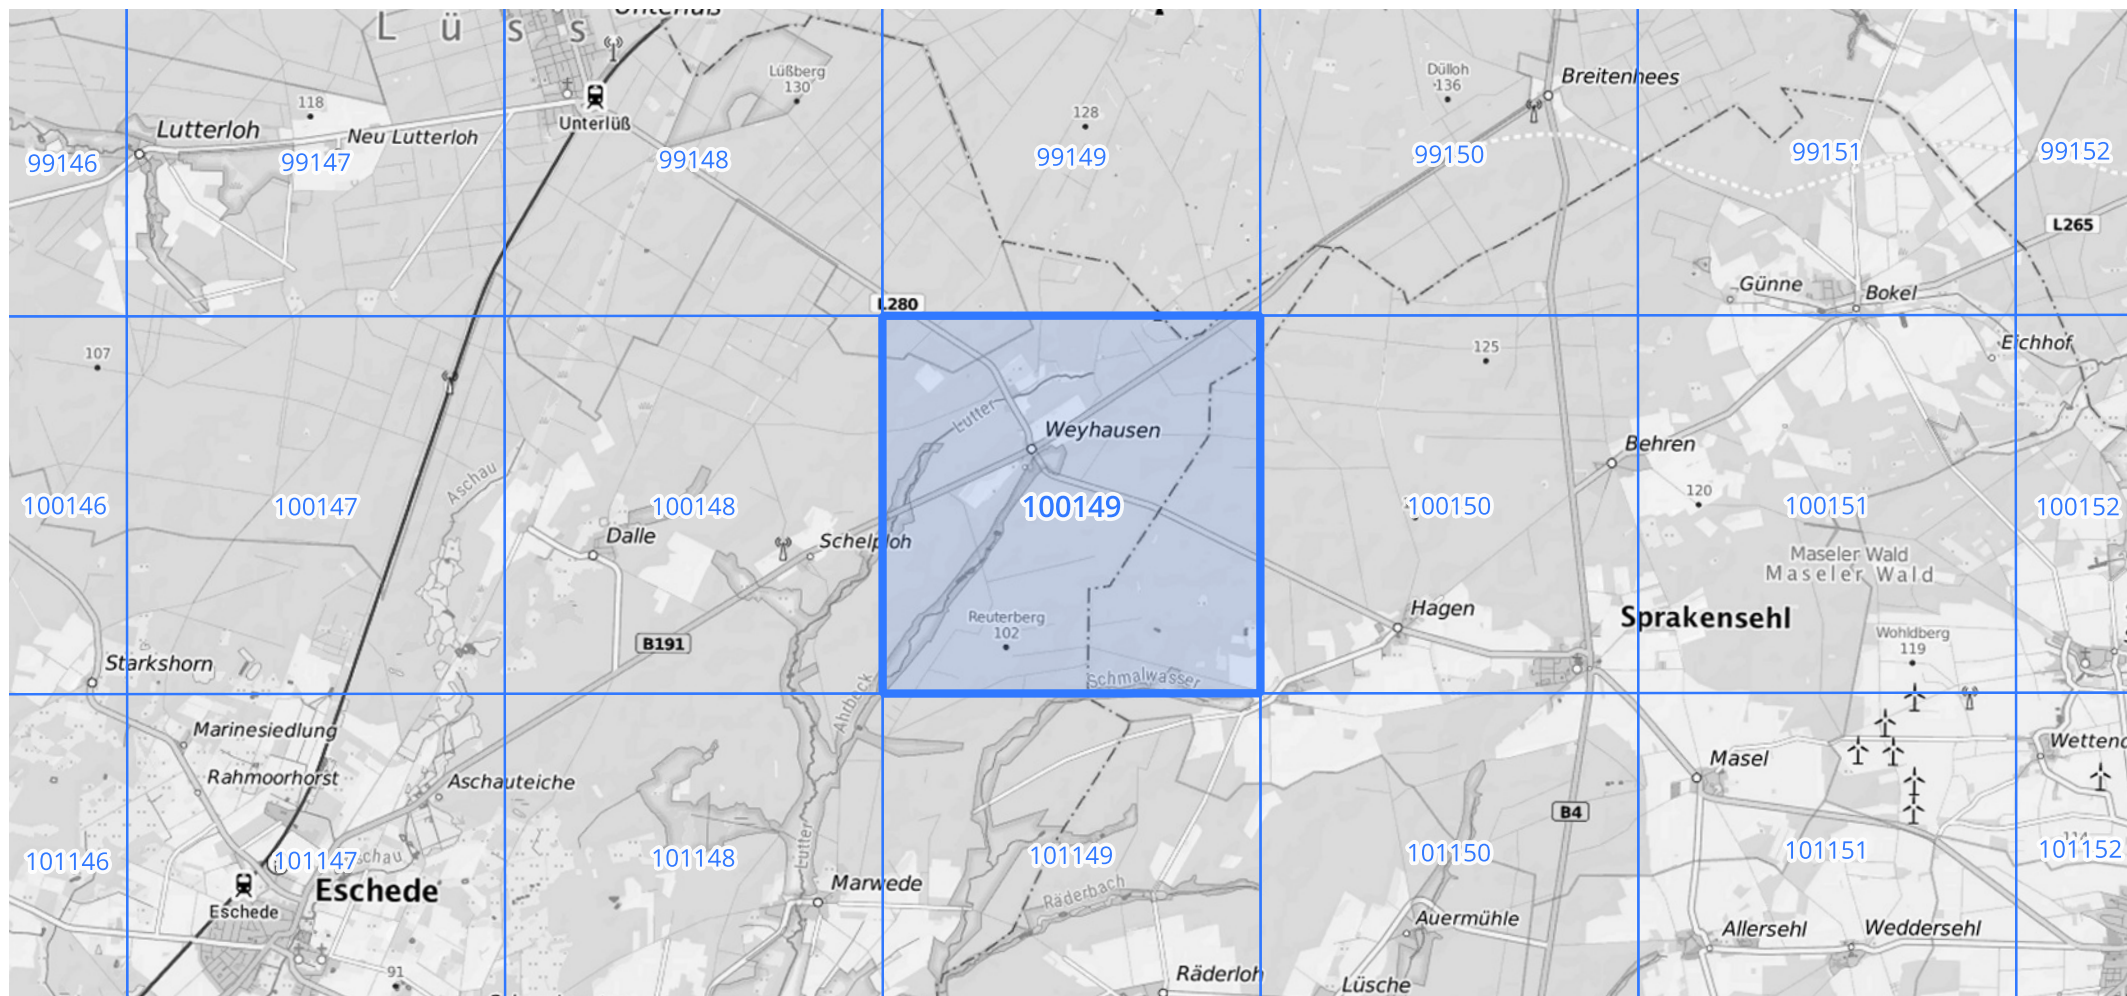 L ü s s
Unterlüß
Lüßberg
130
Dülloh
136
Breitenhees
118
128
Lutterloh
Neu Lutterloh
Unterlüß
99146
99147
99148
99149
99150
99151
99152
L265
Günne
Bokel
L280
Eichhof
107
125
Lutter
Weyhausen
Behren
Aschau
120
100146
100147
100148
100149
100150
100151
100152
Dalle
Schelploh
Maseler Wald
Maseler Wald
Hagen
Sprakensehl
Reuterberg
102
Wohldberg
119
B191
Starkshorn
Schmalwasser
Ahrbeck
Marinesiedlung
Wettend
Masel
Rahmoorhorst
Aschauteiche
B4
114
Lutter
101146
101147
schau
101148
101149
101150
101151
101152
Eschede
Marwede
Räderbach
Eschede
Auermühle
Allersehl
Weddersehl
91
Räderloh
Lüsche